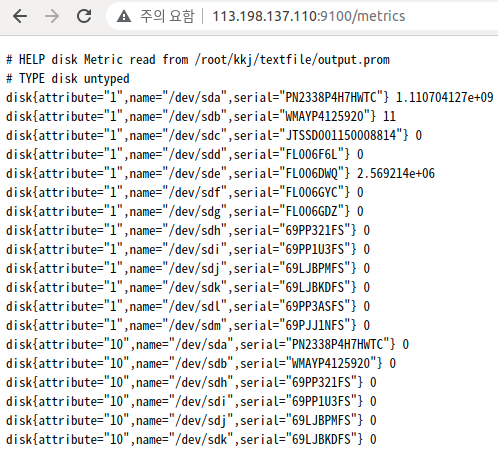 주의 요함 113.198.137.110:9100/metrics
# HELP disk Metric read from /root/kkj/textfile/output.prom
# TYPE disk untyped
disk{attribute="1",name="/dev/sda",serial="PN2338P4H7HWTC"} 1.110704127e+09
disk{attribute="1",name="/dev/sdb",serial="WMAYP4125920"} 11
disk{attribute="1",name="/dev/sdc",serial="JTSSD001150008814"} 0
disk{attribute="1",name="/dev/sdd",serial="FL006F6L"} 0
disk{attribute="1",name="/dev/sde",serial="FL006DWQ"} 2.569214e+06
disk{attribute="1",name="/dev/sdf",serial="FL006GYC"} 0
disk{attribute="1",name="/dev/sdg",serial="FL006GDZ"} 0
disk{attribute="1",name="/dev/sdh",serial="69PP321FS"} 0
disk{attribute="1",name="/dev/sdi",serial="69PP1U3FS"} 0
disk{attribute="1",name="/dev/sdj",serial="69LJBPMFS"} 0
disk{attribute="1",name="/dev/sdk",serial="69LJBKDFS"} 0
disk{attribute="1",name="/dev/sdl",serial="69PP3ASFS"} 0
disk{attribute="1",name="/dev/sdm",serial="69PJJ1NFS"} 0
disk{attribute="10",name="/dev/sda",serial="PN2338P4H7HWTC"} 0
disk{attribute="10",name="/dev/sdb",serial="WMAYP4125920"} 0
disk{attribute="10",name="/dev/sdh",serial="69PP321FS"} 0
disk{attribute="10",name="/dev/sdi",serial="69PP1U3FS"} 0
disk{attribute="10",name="/dev/sdj",serial="69LJBPMFS"} 0
disk{attribute="10",name="/dev/sdk",serial="69LJBKDFS"} 0